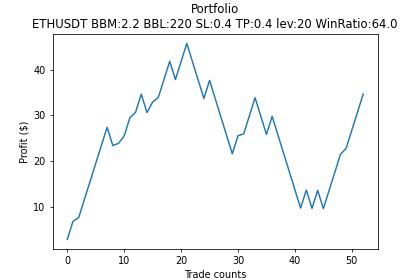 Portfolio
ETHUSDT BBM:2.2 BBL:220 SL:0.4 TP:0.4 lev:20 WinRatio:64.0
40
30
20
10
Profit ($)
0 10 20 30 40 50
Trade counts